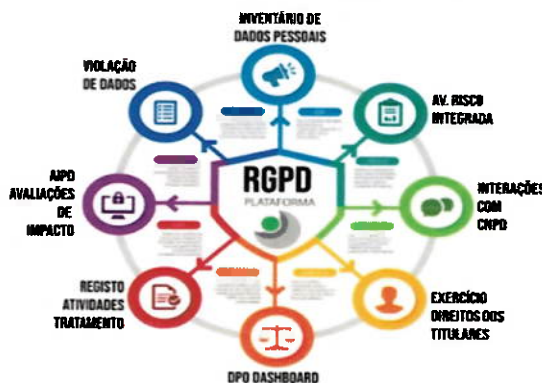 INVENTÁRIO DE
DADOS PESSOAIS
AV. RISCO
INTEGRADA
INTERAÇÕES
COM
CNPD
EXERCÍCIO
DIREITOS DOS
TITULARES
DPO DASHBOARD
REGISTO
ATIVIDADES
TRATAMENTO
AIPD
AVALIAÇÕES
DE
IMPACTO
VIOLAÇÃO
DE DADOS
RGPD
PLATAFORMA